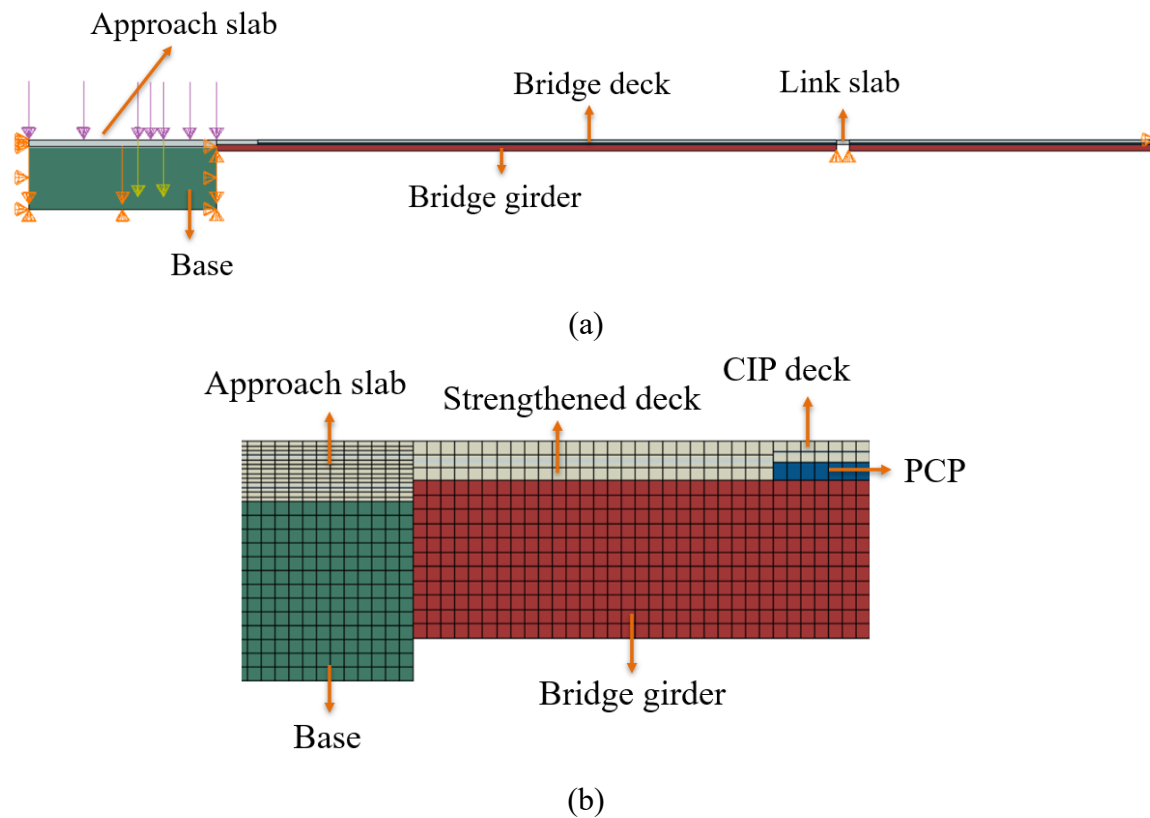 Approach slab
Bridge deck
Link slab
Bridge girder
Base
(a)
Approach slab
Strengthened deck
CIP deck
PCP
Bridge girder
Base
(b)